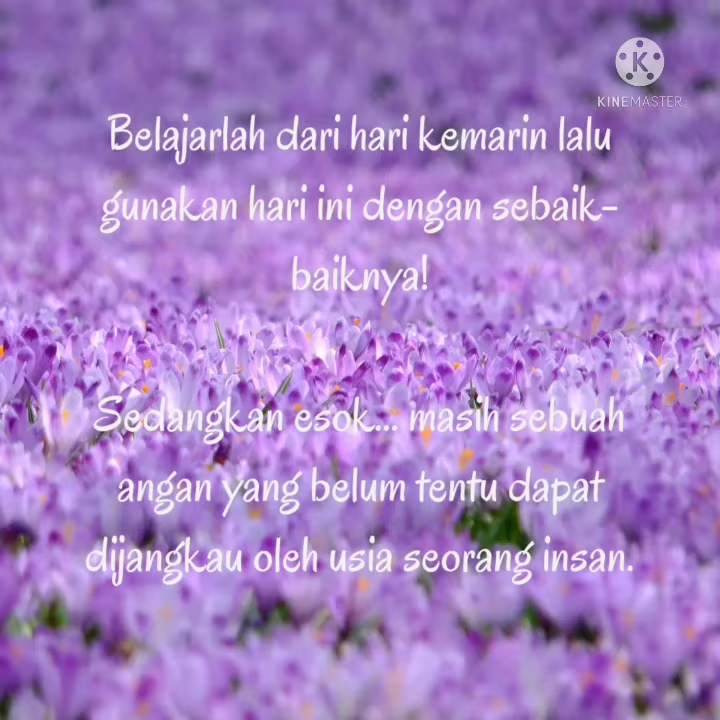 KINEMASTER
Belajarlah dari hari kemarin lalu
gunakan hari ini dengan sebaik-
baiknya!
Sedangkan esok... masih sebuah
angan yang belum tentu dapat
dijangkau oleh usia seorang insan.